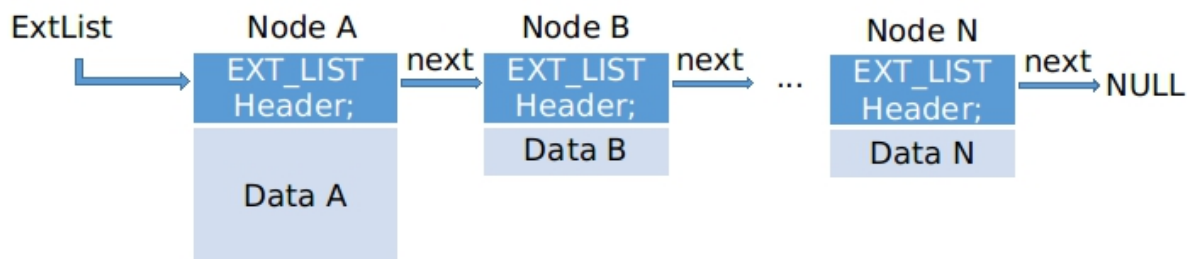 ExtList
Node A
EXT_LIST
Header;
Data A
next
Node B
EXT_LIST
Header;
Data B
next
...
Node N
EXT_LIST
Header;
Data N
next
NULL